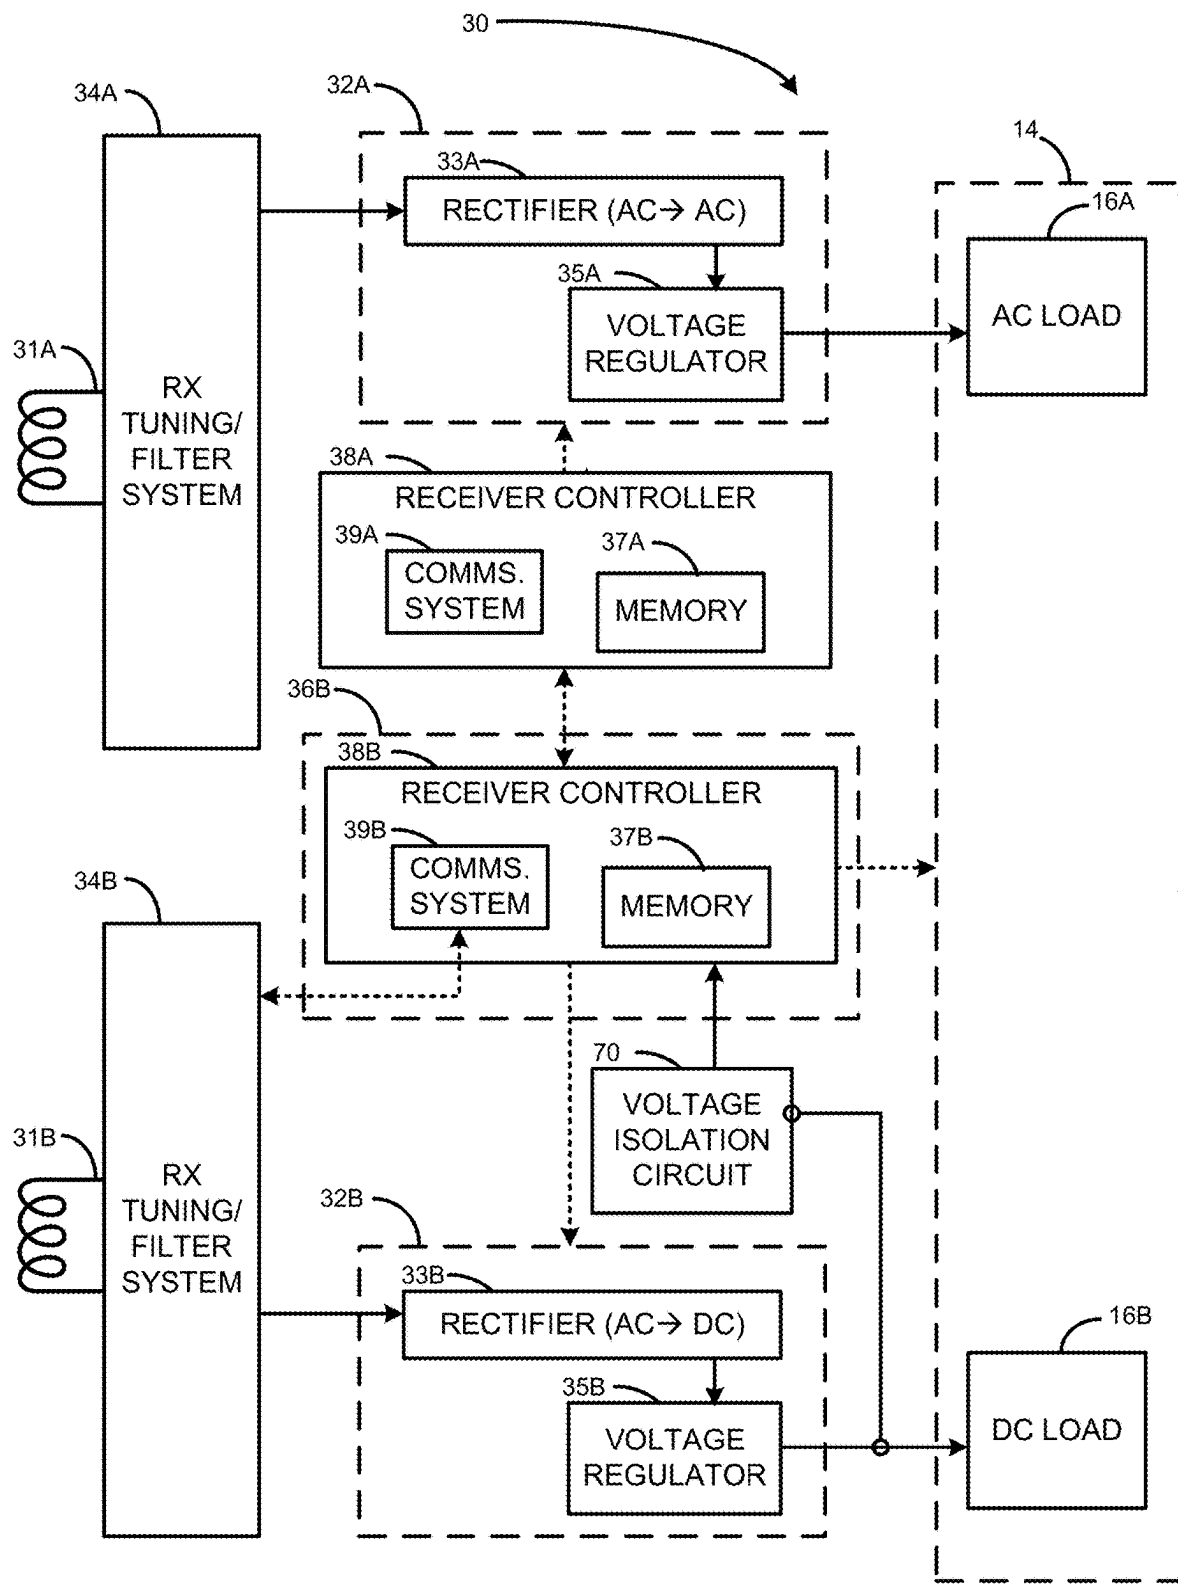 30
34A
32A
33A
RECTIFIER (AC→ AC)
14
16A
AC LOAD
35A
VOLTAGE
REGULATOR
31A
RX
TUNING/
FILTER
SYSTEM
38A
RECEIVER CONTROLLER
39A
COMMS.
SYSTEM
37A
MEMORY
36B
38B
RECEIVER CONTROLLER
39B
COMMS.
SYSTEM
37B
MEMORY
34B
70
VOLTAGE
ISOLATION
CIRCUIT
31B
RX
TUNING/
FILTER
SYSTEM
32B
33B
RECTIFIER (AC→ DC)
35B
VOLTAGE
REGULATOR
16B
DC LOAD